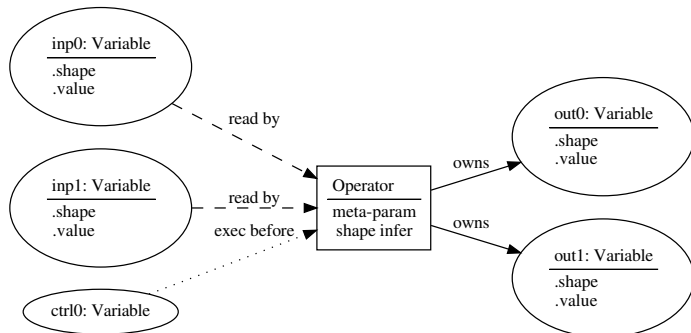 inp0: Variable
.shape
.value
read by
inp1: Variable
.shape
.value
read by
exec before
ctrl0: Variable
Operator
meta-param
shape infer
owns
owns
out0: Variable
.shape
.value
out1: Variable
.shape
.value